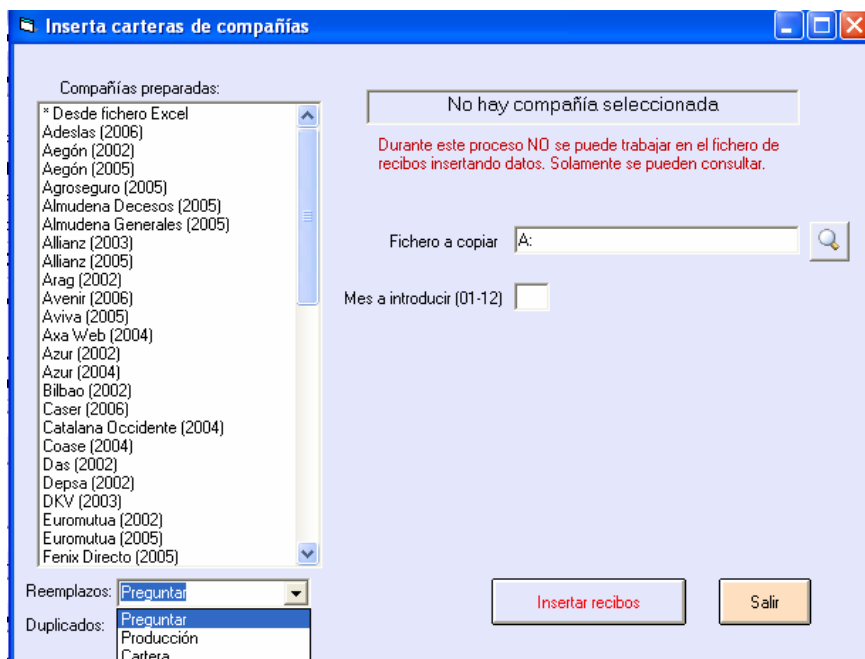 Inserta carteras de compañías
Compañías preparadas:
* Desde fichero Excel
Adeslas (2006)
Aegón (2002)
Aegón (2005)
Agroseguro (2005)
Almudena Decesos (2005)
Almudena Generales (2005)
Allianz (2003)
Allianz (2005)
Arag (2002)
Avenir (2006)
Aviva (2005)
Axa Web (2004)
Azur (2002)
Azur (2004)
Bilbao (2002)
Caser (2006)
Catalana Occidente (2004)
Coase (2004)
Das (2002)
Depsa (2002)
DKV (2003)
Euromutua (2002)
Euromutua (2005)
Fenix Directo (2005)
Reemplazos: Preguntar
Duplicados:
Preguntar
Producción
Cartera
No hay compañía seleccionada
Durante este proceso NO se puede trabajar en el fichero de
recibos insertando datos. Solamente se pueden consultar.
Fichero a copiar A:
Mes a introducir (01-12)
Insertar recibos
Salir